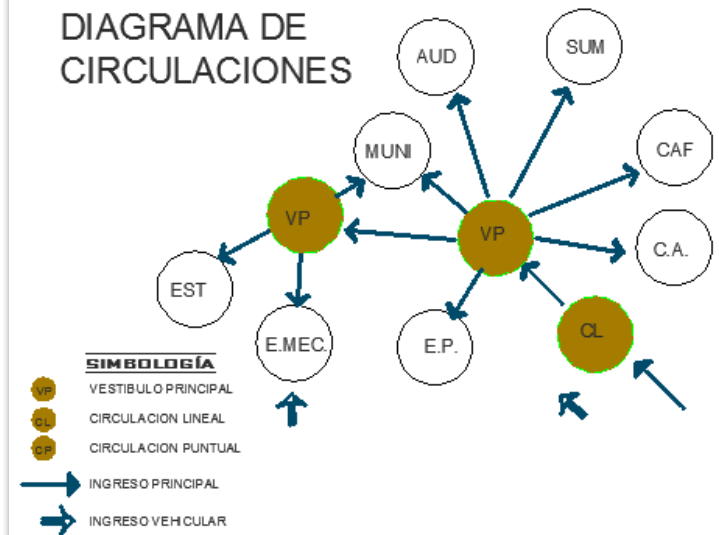 DIAGRAMA DE
CIRCULACIONES
AUD
SUM
MUNI
CAF
VP
VP
C.A.
EST
E.MEC.
E.P.
CL
SIMBOLOGÍA
VP VESTIBULO PRINCIPAL
CL CIRCULACION LINEAL
CP CIRCULACION PUNTUAL
INGRESO PRINCIPAL
INGRESO VEHICULAR